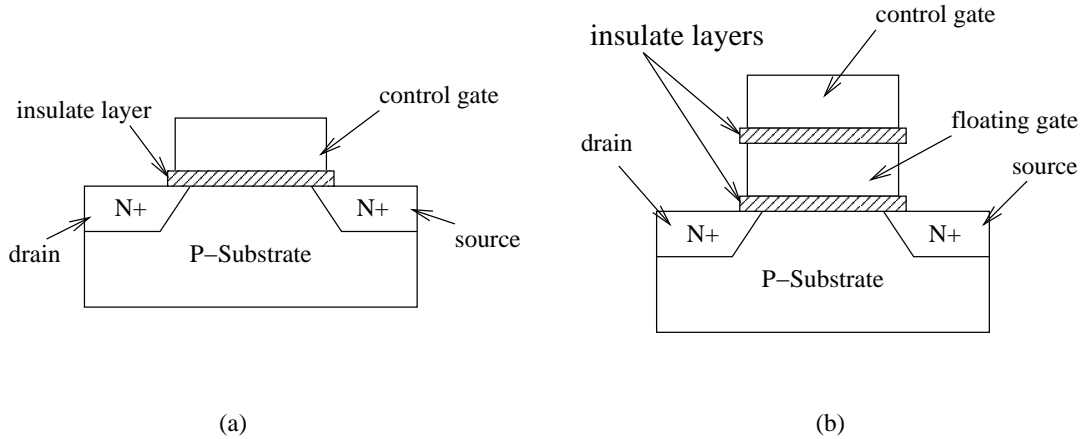 insulate layer
control gate
N+
N+
drain
source
P−Substrate
(a)
control gate
insulate layers
floating gate
drain
source
N+
N+
P−Substrate
(b)